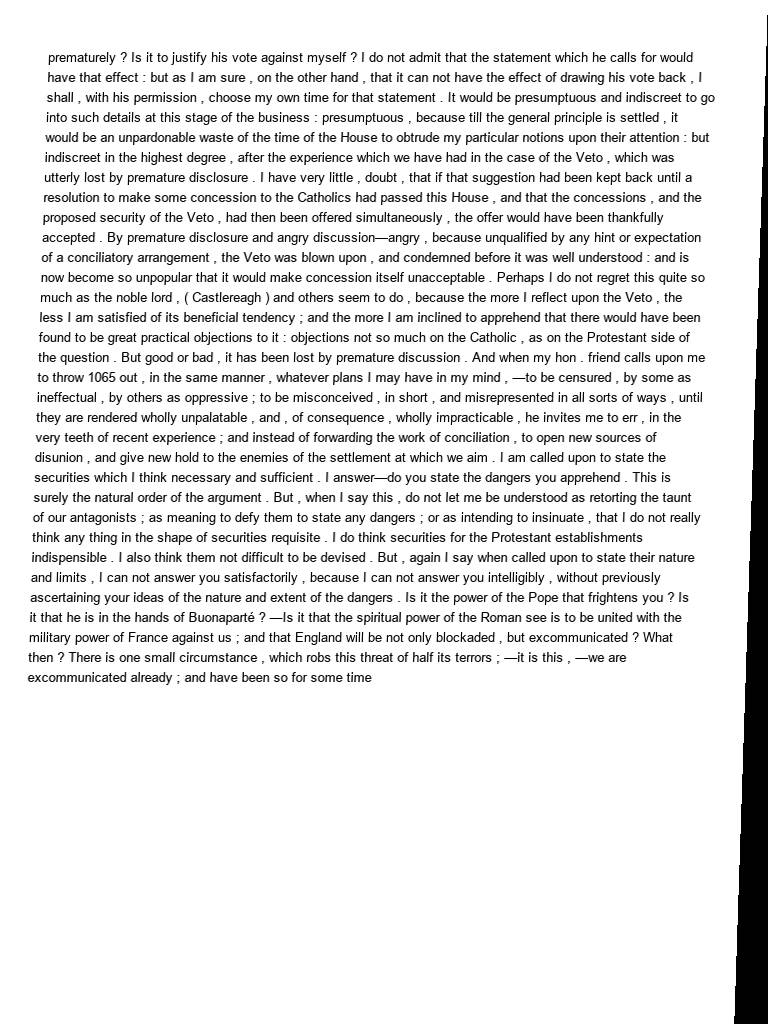 prematurely ? Is it to justify his vote against myself ? I do not admit that the statement which he calls for would
have that effect : but as I am sure , on the other hand , that it can not have the effect of drawing his vote back , I
shall , with his permission , choose my own time for that statement . It would be presumptuous and indiscreet to go
into such details at this stage of the business : presumptuous , because till the general principle is settled , it
would be an unpardonable waste of the time of the House to obtrude my particular notions upon their attention : but
indiscreet in the highest degree , after the experience which we have had in the case of the Veto , which was
utterly lost by premature disclosure . I have very little , doubt , that if that suggestion had been kept back until a
resolution to make some concession to the Catholics had passed this House , and that the concessions , and the
proposed security of the Veto , had then been offered simultaneously , the offer would have been thankfully
accepted . By premature disclosure and angry discussion—angry , because unqualified by any hint or expectation
of a conciliatory arrangement , the Veto was blown upon , and condemned before it was well understood : and is
now become so unpopular that it would make concession itself unacceptable . Perhaps I do not regret this quite so
much as the noble lord , ( Castlereagh ) and others seem to do , because the more I reflect upon the Veto , the
less I am satisfied of its beneficial tendency ; and the more I am inclined to apprehend that there would have been
found to be great practical objections to it : objections not so much on the Catholic , as on the Protestant side of
the question . But good or bad , it has been lost by premature discussion . And when my hon . friend calls upon me
to throw 1065 out , in the same manner , whatever plans I may have in my mind , —to be censured , by some as
ineffectual , by others as oppressive ; to be misconceived , in short , and misrepresented in all sorts of ways , until
they are rendered wholly unpalatable , and , of consequence , wholly impracticable , he invites me to err , in the
very teeth of recent experience ; and instead of forwarding the work of conciliation , to open new sources of
disunion , and give new hold to the enemies of the settlement at which we aim . I am called upon to state the
securities which I think necessary and sufficient . I answer—do you state the dangers you apprehend . This is
surely the natural order of the argument . But , when I say this , do not let me be understood as retorting the taunt
of our antagonists ; as meaning to defy them to state any dangers ; or as intending to insinuate , that I do not really
think any thing in the shape of securities requisite . I do think securities for the Protestant establishments
indispensible . I also think them not difficult to be devised . But , again I say when called upon to state their nature
and limits , I can not answer you satisfactorily , because I can not answer you intelligibly , without previously
ascertaining your ideas of the nature and extent of the dangers . Is it the power of the Pope that frightens you ? Is
it that he is in the hands of Buonaparté ? —Is it that the spiritual power of the Roman see is to be united with the
military power of France against us ; and that England will be not only blockaded , but excommunicated ? What
then ? There is one small circumstance , which robs this threat of half its terrors ; —it is this , —we are
excommunicated already ; and have been so for some time